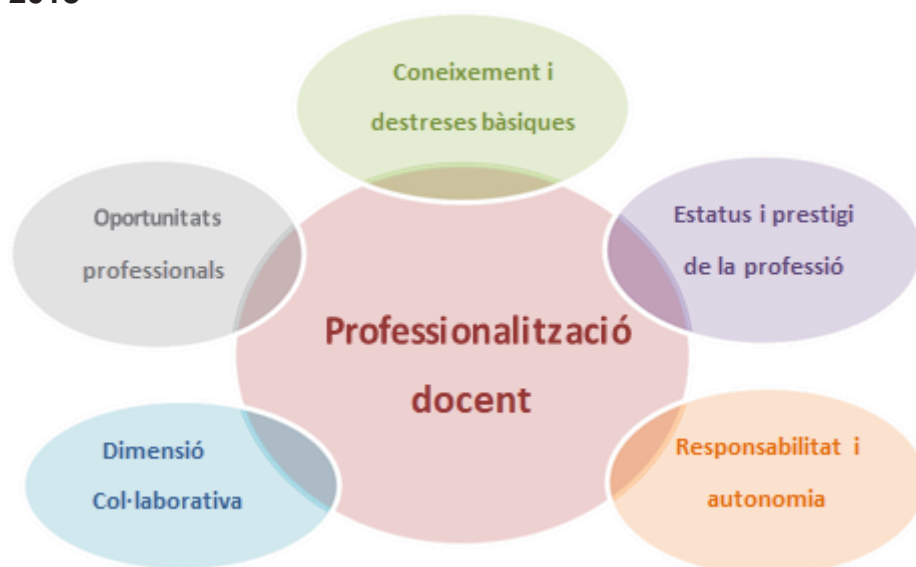 Coneixement i
destreses bàsiques
Oportunitats
professionals
Estatus i prestigi
de la professió
Professionalització
docent
Dimensió
Col·laborativa
Responsabilitat i
autonomia